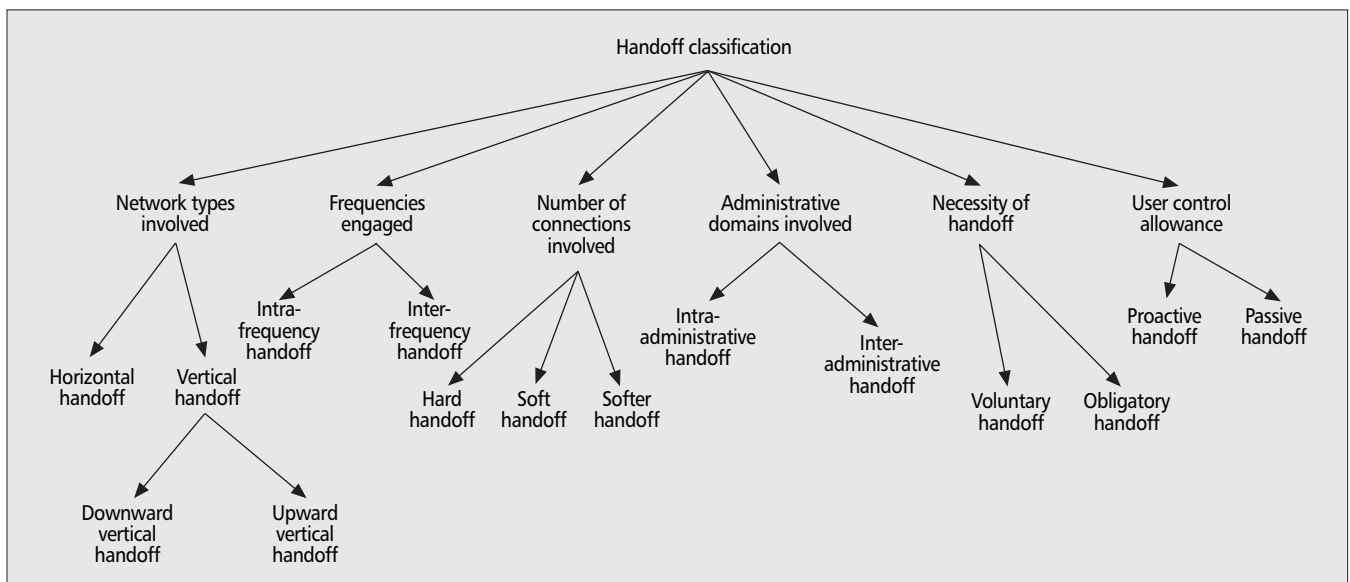 Handoff classification
Network types
involved
Frequencies
engaged
Number of
connections
involved
Administrative
domains involved
Necessity of
handoff
User control
allowance
Horizontal
handoff
Vertical
handoff
Downward
vertical
handoff
Upward
vertical
handoff
Intra-
frequency
handoff
Inter-
frequency
handoff
Hard
handoff
Soft
handoff
Softer
handoff
Intra-
administrative
handoff
Inter-
administrative
handoff
Voluntary
handoff
Obligatory
handoff
Proactive
handoff
Passive
handoff